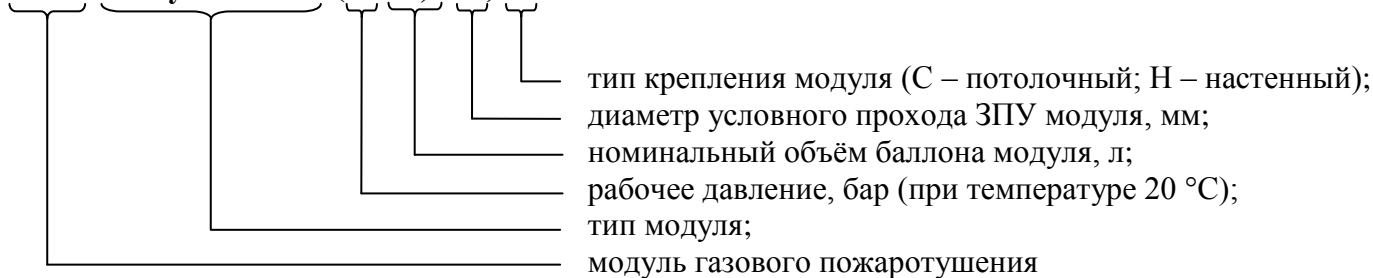 тип крепления модуля (С – потолочный; Н – настенный);
диаметр условного прохода ЗПУ модуля, мм;
номинальный объём баллона модуля, л;
рабочее давление, бар (при температуре 20 °С);
тип модуля;
модуль газового пожаротушения